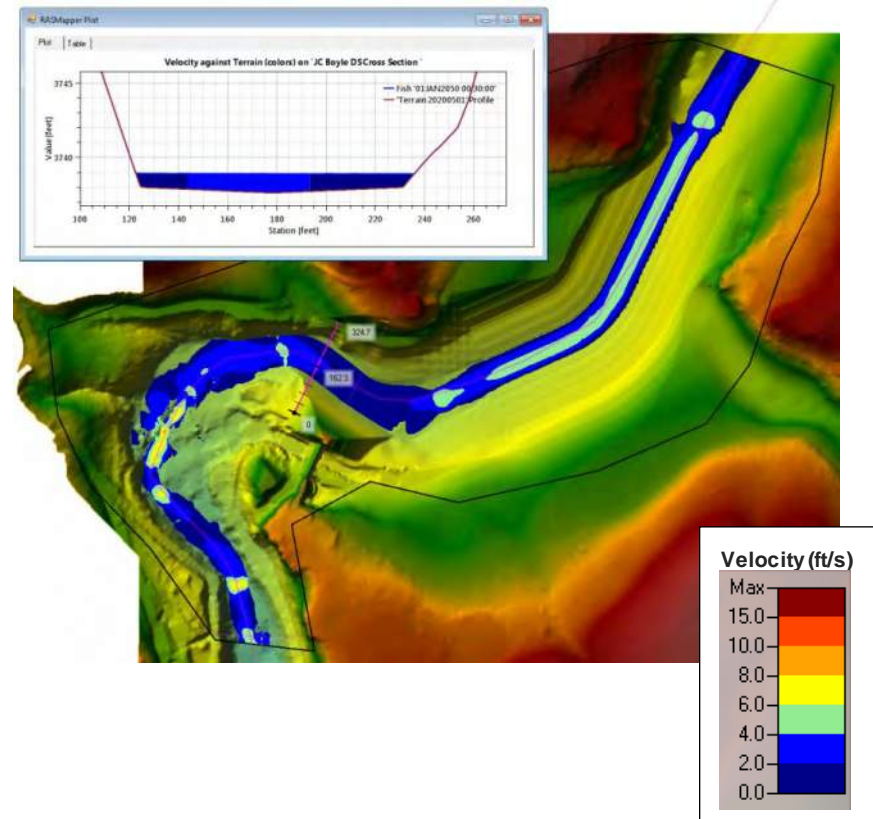 RASMapper Plot
Plot Table
Velocity against Terrain (colors) on 'JC Boyle DSCross Section '
3745
3740
Value [feet]
Fish '01JAN2050 00:30:00'
'Terrain 20200501' Profile
100 120 140 160 180 200 220 240 260
Station [feet]
324.7
162.3
0
Velocity (ft/s)
Max
15.0
10.0
8.0
6.0
4.0
2.0
0.0